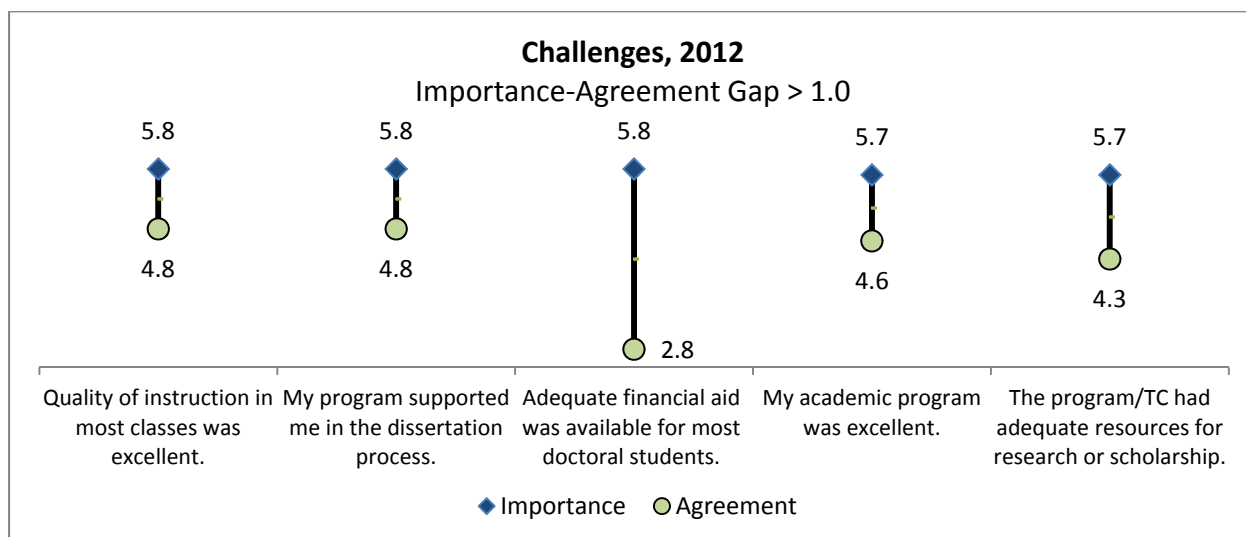 Challenges, 2012
Importance-Agreement Gap > 1.0
5.8 5.8 5.8 5.7 5.7
4.8 4.8 2.8 4.6 4.3
Quality of instruction in most classes was excellent.
My program supported me in the dissertation process.
Adequate financial aid was available for most doctoral students.
My academic program was excellent.
The program/TC had adequate resources for research or scholarship.
Importance Agreement